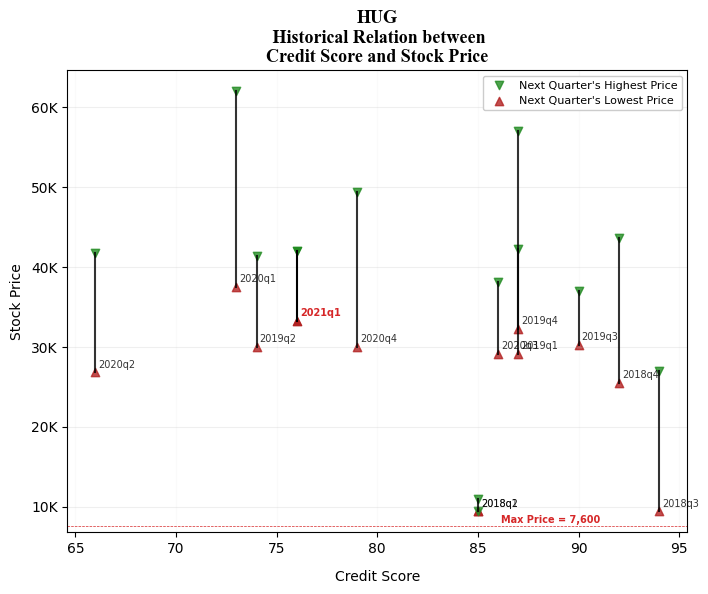 HUG
Historical Relation between
Credit Score and Stock Price
Next Quarter's Highest Price
Next Quarter's Lowest Price
60K
50K
40K
30K
20K
10K
Stock Price
2020q1
2021q1
2019q4
2019q2
2020q4
2019q1
2019q3
2020q2
2018q4
2018q3
Max Price = 7,600
65
70
75
80
85
90
95
Credit Score